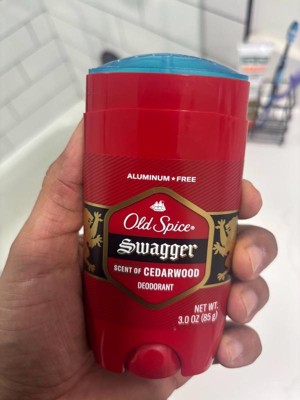 ALUMINUM★FREE
Old Spice®
Swagger
SCENT OF CEDARWOOD
DEODORANT
NET WT.
3.0 OZ (85 g)